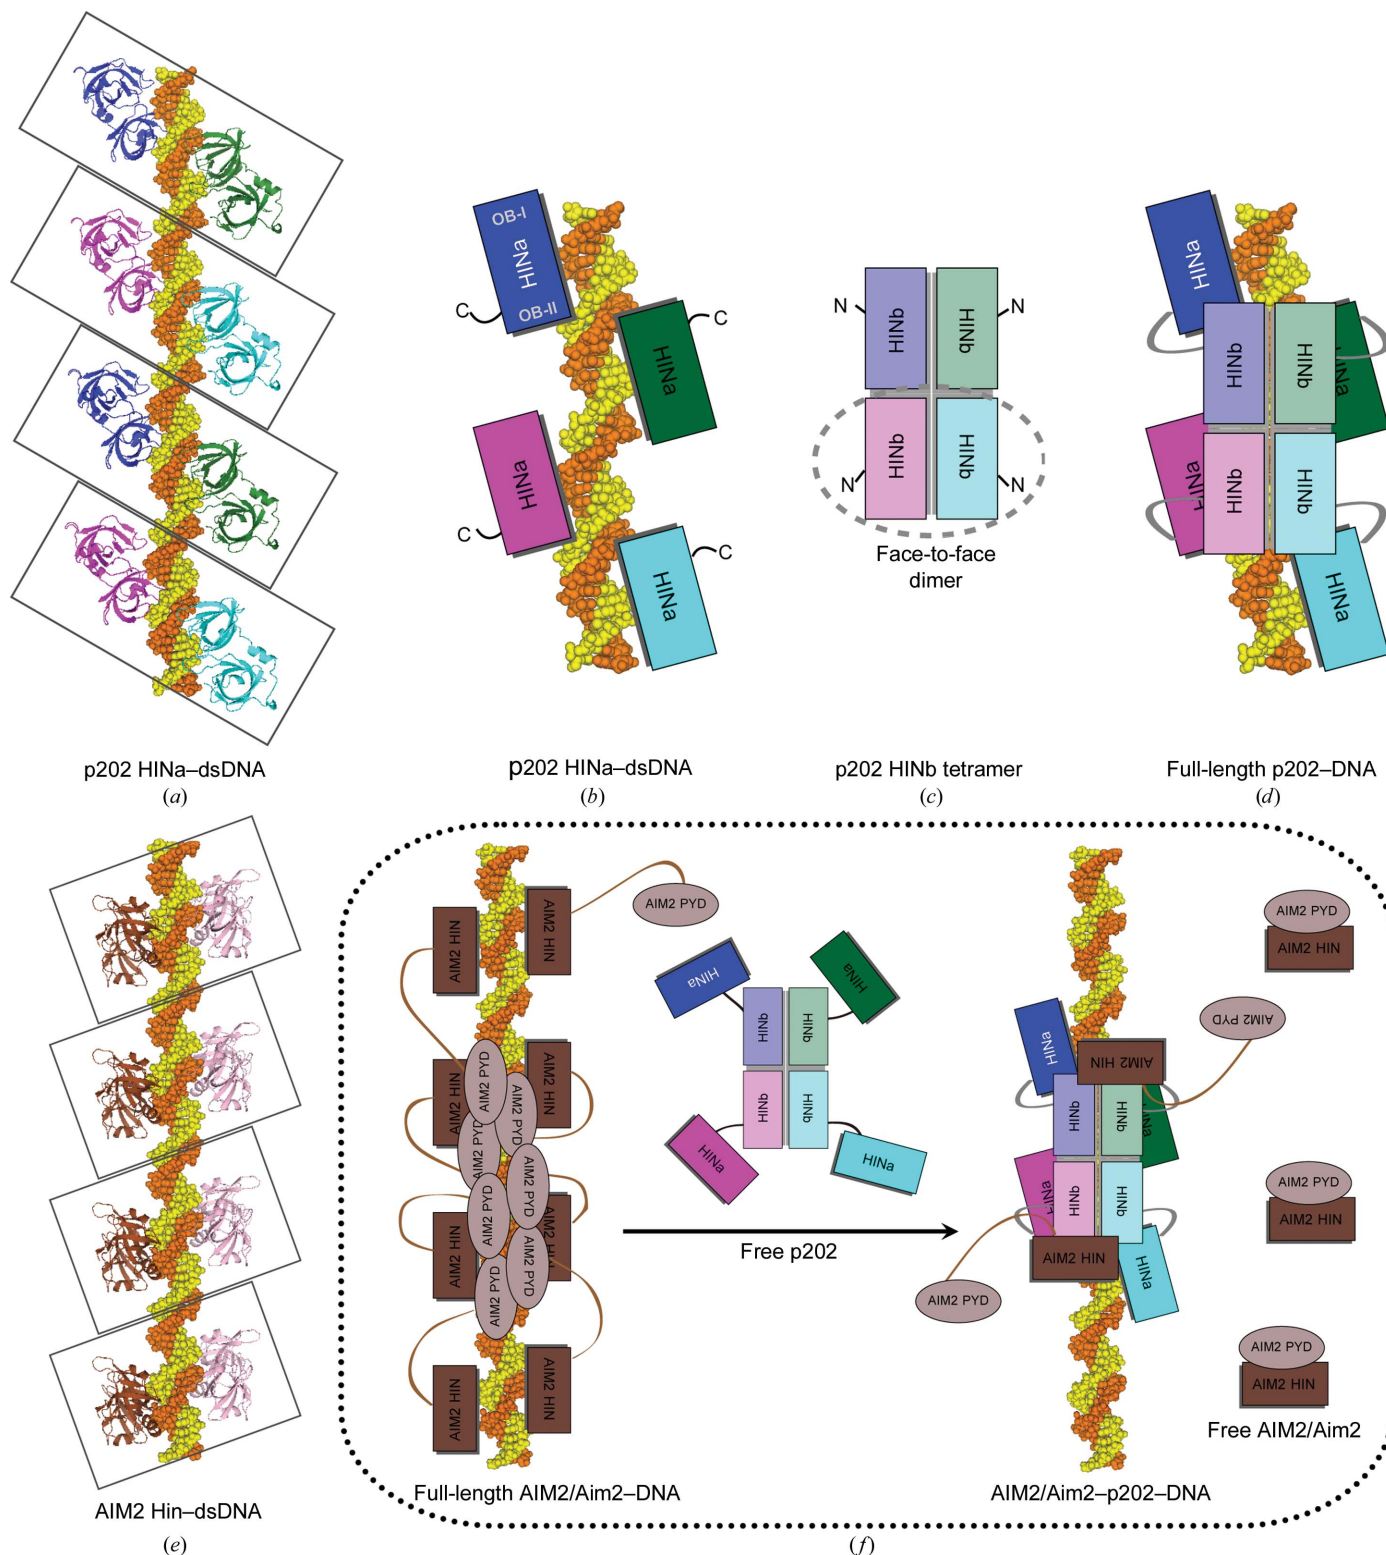 OB-I
HINa
OB-II
C
HINa
C
HINa
C
HINa
C
HINb
HINb
N
N
HINb
HINb
N
N
Face-to-face
dimer
HINa
HINa
HINb
HINb
HINa
HINb
HINb
HINa
p202 HINa–dsDNA
p202 HINa–dsDNA
p202 HINb tetramer
Full-length p202–DNA
(a)
(b)
(c)
(d)
AIM2 HIN
AIM2 HIN
AIM2 PYD
AIM2 HIN
AIM2 HIN
AIM2 PYD
AIM2 PYD
AIM2 PYD
AIM2 PYD
AIM2 PYD
AIM2 PYD
AIM2 PYD
AIM2 HIN
AIM2 HIN
AIM2 HIN
AIM2 HIN
HINa
HINa
HINb
HINb
HINb
HINb
HINa
HINa
Free p202
HINa
AIM2 HIN
AIM2 PYD
HINb
HINb
HINa
HINa
HINb
HINb
AIM2 HIN
HINa
AIM2 PYD
AIM2 PYD
AIM2 HIN
AIM2 PYD
AIM2 HIN
AIM2 PYD
AIM2 HIN
Free AIM2/Aim2
AIM2 Hin–dsDNA
Full-length AIM2/Aim2–DNA
AIM2/Aim2–p202–DNA
(e)
(f)